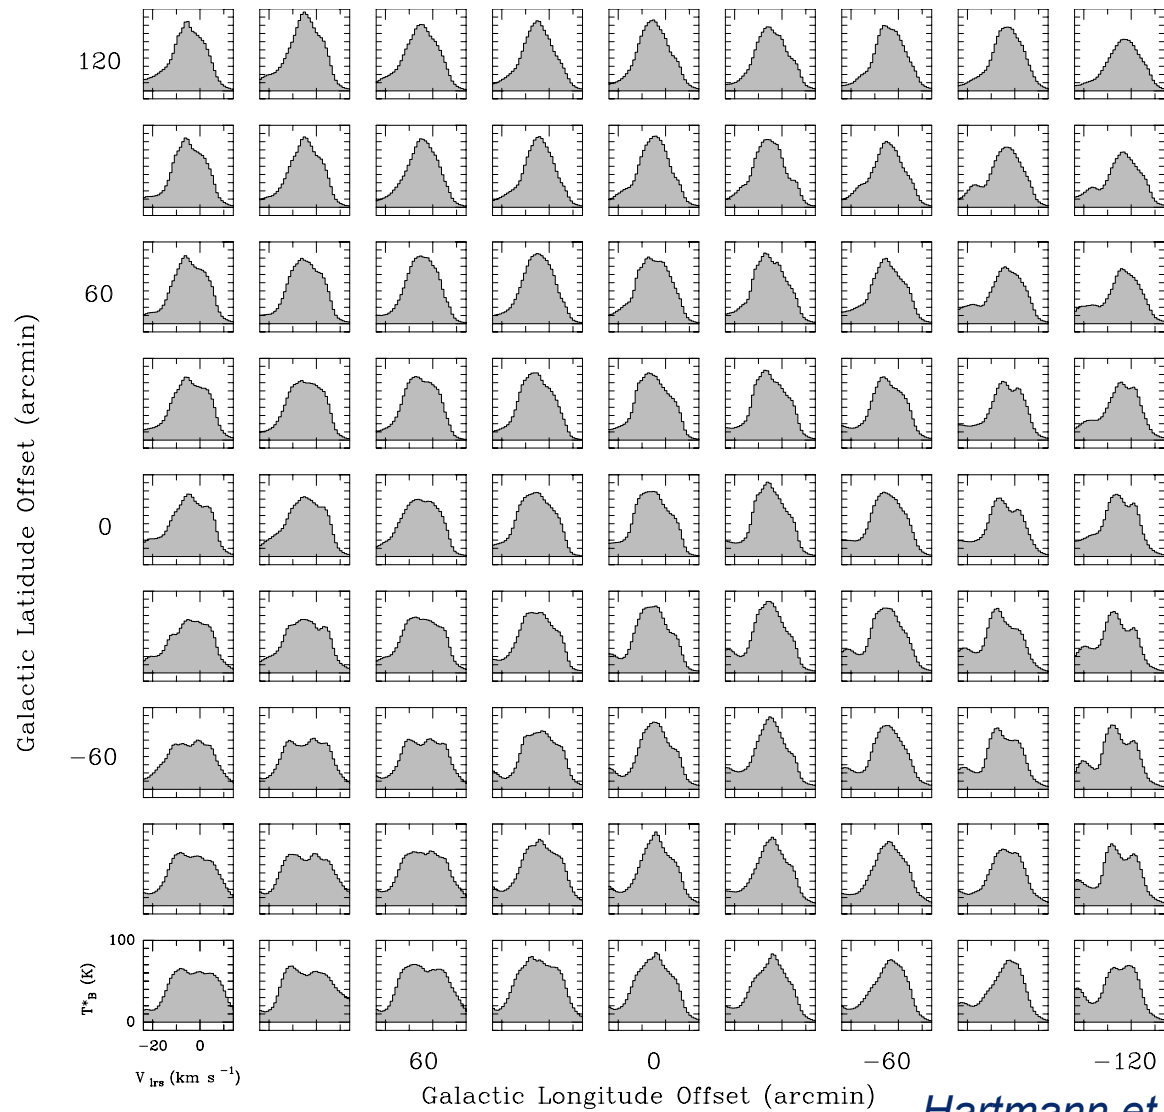 120
60
0
−60
Galactic Latidude Offset (arcmin)
100
0
T*B (K)
−20 0
V lrs (km s −1)
60 0 −60 −120
Galactic Longitude Offset (arcmin)
Hartmann et